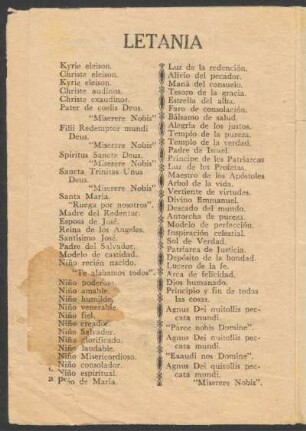 LETANIA
Kyrie eleison.
Christe eleison.
Kyrie eleison.
Christe audinos.
Christe exaudinos.
Pater de coelis Deus.
"Miserere Nobis"
Filii Redemptor mundi
Deus.
"Miserere Nobis"
Spiritus Sancte Dous.
"Miserere Nobis"
Sancta Trinitas Unus
Deus.
"Miserere Nobis"
Santa María.
"Ruega por nosotros".
Madre del Redentor.
Esposa de José.
Reina de los Angeles.
Santísimo José.
Padre del Salvador.
Modelo de castidad.
Niño recién nacido.
"Te alabamos todos".
Niño poderoso
Niño amable.
Niño humilde.
Niño venerable.
Niño fiel.
Niño creador.
Niño Salvador.
Niño glorificado.
Niño laudable.
Niño Misericordioso.
Niño consolador.
Niño espiritual.
de María.
Luz de la redención.
Alivio del pecador.
Maná del consuelo.
Tesoro de la gracia.
Estrella del alba.
Faro de consolación.
Bálsamo de salud.
Alegría de los justos.
Templo de la pureza.
Templo de la verdad.
Padre de Israel.
Príncipe de los Patriarcas
Luz de los Profetas.
Maestro de los Apóstoles
Arbol de la vida.
Vertiente de virtudes.
Divino Emmanuel.
Deseado del mundo.
Antorcha de pureza.
Modelo de perfección.
Inspiración celestial.
Sol de Verdad.
Patriarca de Justicia.
Depósito de la bondad.
Lucero de la fe.
Arca de felicidad.
Dios humanado.
Principio y fin de todas
las cosas.
Agnus Dei quitollis peccata
mundi.
"Parce nobis Domine".
Agnus Dei quitollis peccata
mundi.
"Exaudi nos Domine".
Agnus Dei quitollis peccata
mundi.
"Miserere Nobis".